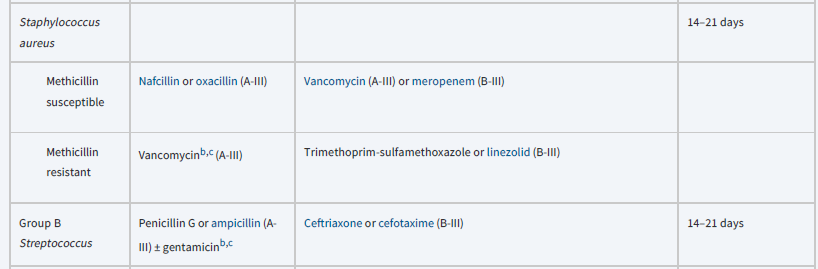 Staphylococcus
aureus
14–21 days
Methicillin
susceptible
Nafcillin or oxacillin (A-III)
Vancomycin (A-III) or meropenem (B-III)
Methicillin
resistant
Vancomycinb,c (A-III)
Trimethoprim-sulfamethoxazole or linezolid (B-III)
Group B
Streptococcus
Penicillin G or ampicillin (A-
III) ± gentamicinb,c
Ceftriaxone or cefotaxime (B-III)
14–21 days